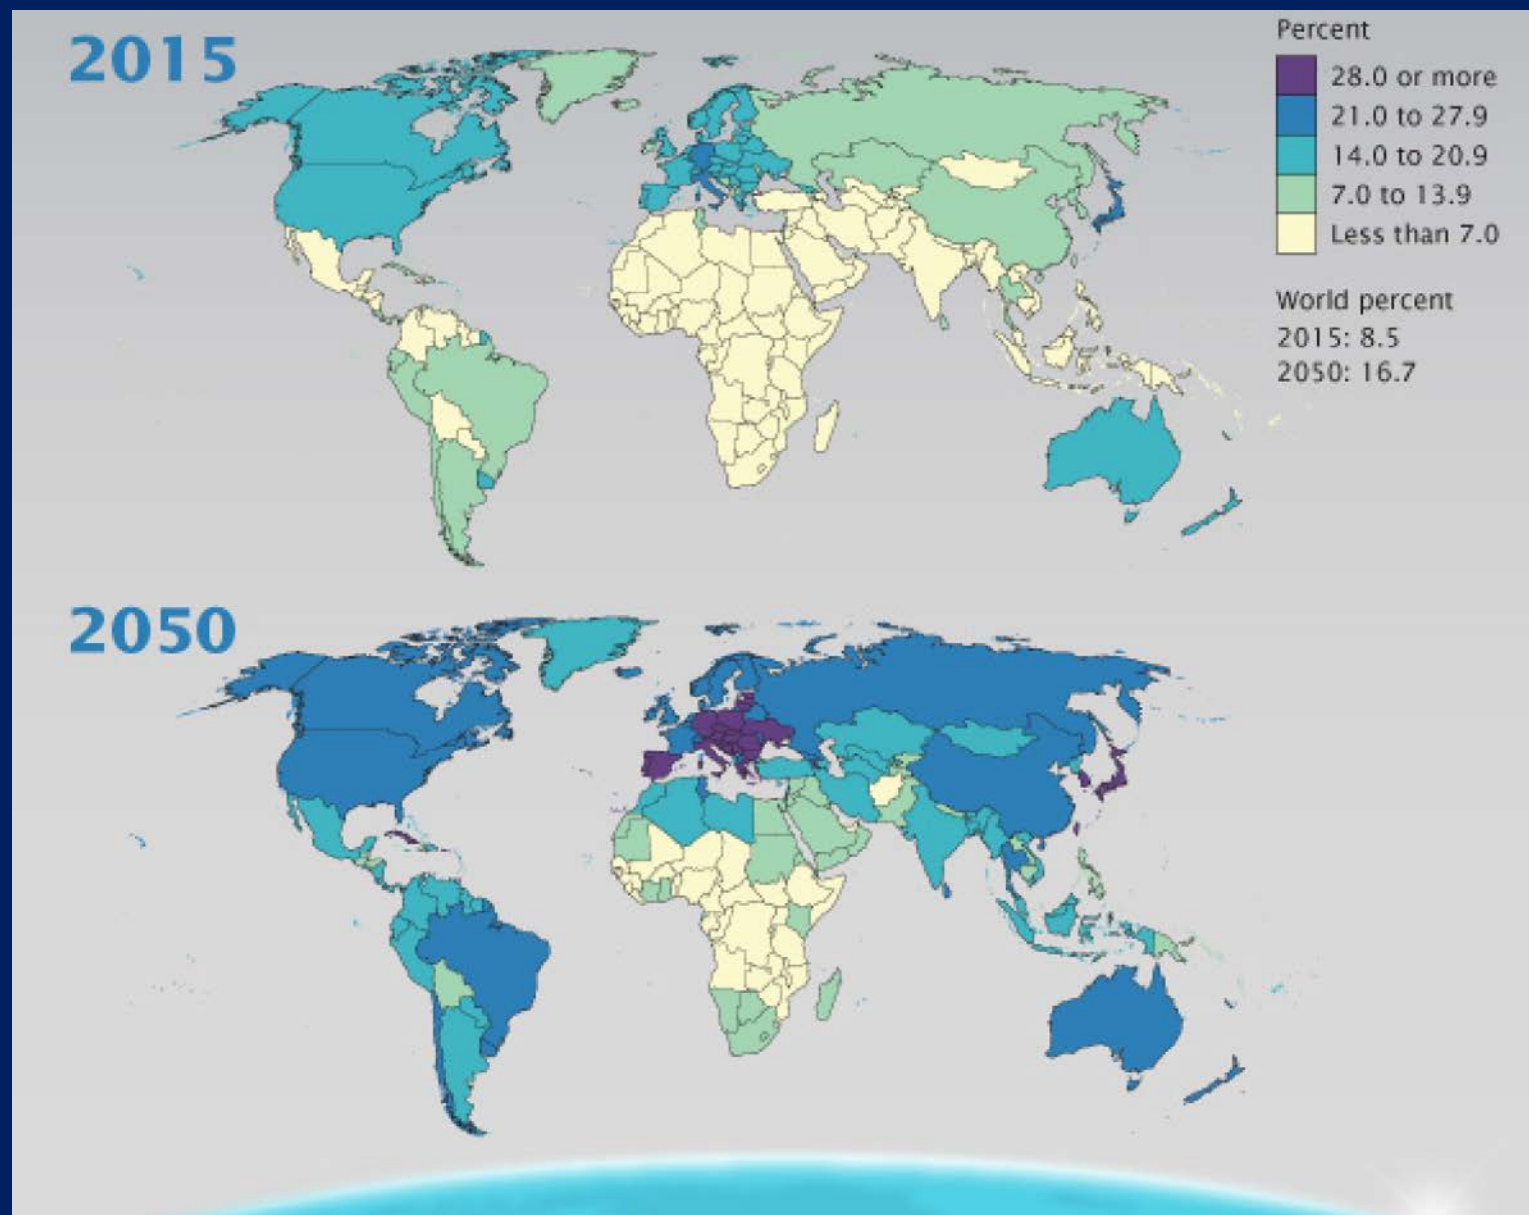 2015
Percent
28.0 or more
21.0 to 27.9
14.0 to 20.9
7.0 to 13.9
Less than 7.0
World percent
2015: 8.5
2050: 16.7
2050